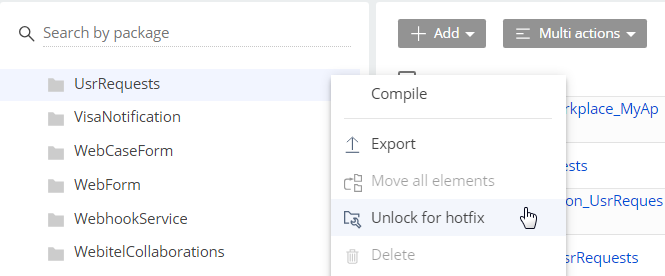 Search by package
Add
Multi actions
UsrRequests
Compile
rkplace_MyAp
VisaNotification
WebCaseForm
Export
ests
WebForm
Move all elements
on_UsrReques
WebhookService
Unlock for hotfix
WebitelCollaborations
Delete
srRequests